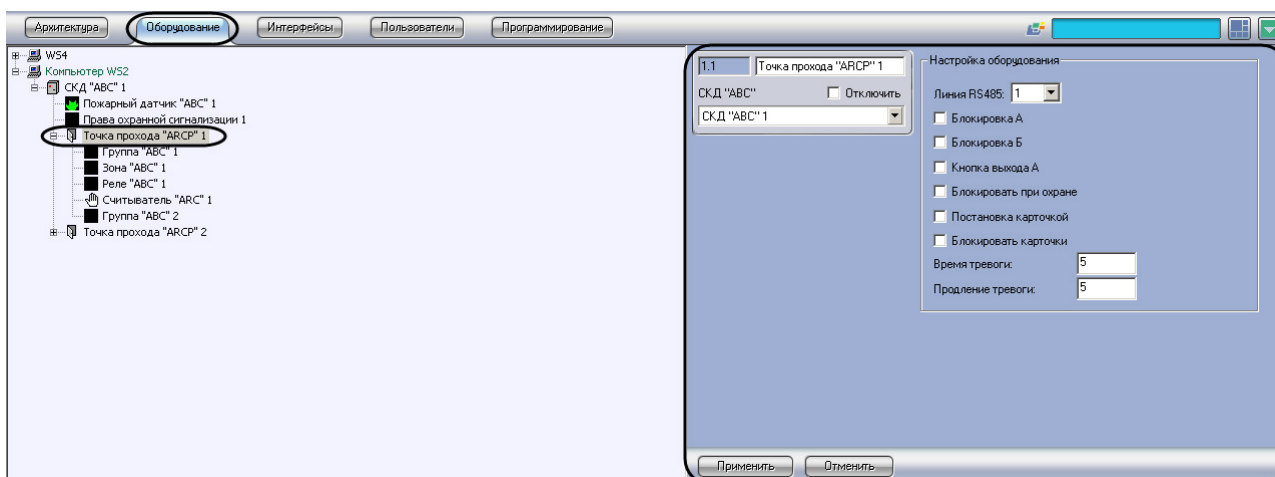 Архитектура Оборудование Интерфейсы Пользователи Программирование
WS4
Компьютер WS2
СКД "ABC" 1
Пожарный датчик "ABC" 1
Права охранной сигнализации 1
Точка прохода "ARCP" 1
Группа "ABC" 1
Зона "ABC" 1
Реле "ABC" 1
Считыватель "ARC" 1
Группа "ABC" 2
Точка прохода "ARCP" 2
1.1 Точка прохода "ARCP" 1
СКД "ABC" Отключить
СКД "ABC" 1
Настройка оборудования
Линия RS485: 1
Блокировка А
Блокировка Б
Кнопка выхода А
Блокировать при охране
Постановка карточкой
Блокировать карточки
Время тревоги: 5
Продление тревоги: 5
Применить Отменить